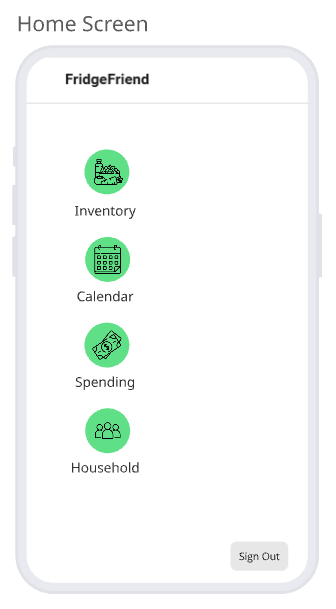 Home Screen
FridgeFriend
Inventory
Calendar
Spending
Household
Sign Out